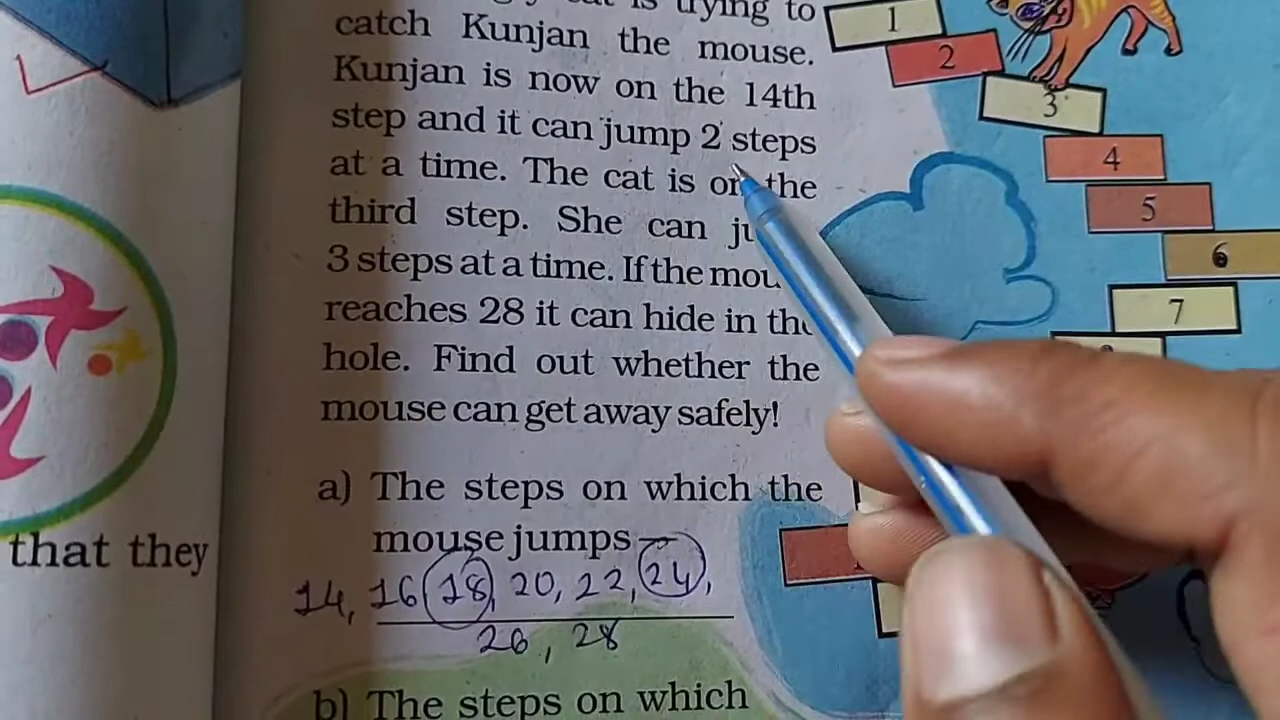 is trying to
catch Kunjan the mouse.
Kunjan is now on the 14th
step and it can jump 2 steps
at a time. The cat is on the
third step. She can
3 steps at a time. If the
reaches 28 it can hide in the
hole. Find out whether the
mouse can get away safely!
a) The steps on which the
mouse jumps —
14, 16, 18, 20, 22, 24,
26, 28
b) The steps on which
that they
1
2
3
4
5
6
7